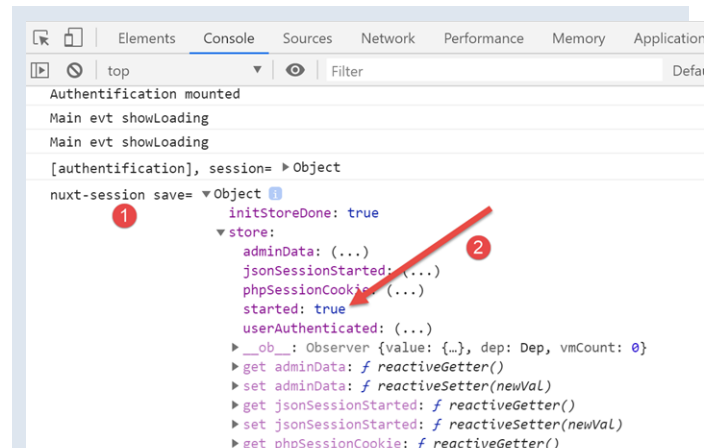 Elements Console Sources Network Performance Memory Application
top Filter Defau
Authentification mounted
Main evt showLoading
Main evt showLoading
[authentification], session= ▶Object
nuxt-session save= ▼Object i
1
initStoreDone: true
▼store:
2
adminData: (...)
jsonSessionStarted: (...)
phpSessionCookie: (...)
started: true
userAuthenticated: (...)
▶__ob__: Observer {value: {…}, dep: Dep, vmCount: 0}
▶get adminData: ƒ reactiveGetter()
▶set adminData: ƒ reactiveSetter(newVal)
▶get jsonSessionStarted: ƒ reactiveGetter()
▶set jsonSessionStarted: ƒ reactiveSetter(newVal)
▶get phpSessionCookie: ƒ reactiveGetter()